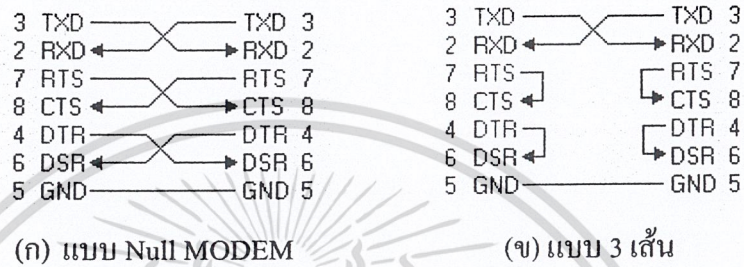 3 TXD TXD 3
2 RXD RXD 2
7 RTS RTS 7
8 CTS CTS 8
4 DTR DTR 4
6 DSR DSR 6
5 GND GND 5
(ก) แบบ Null MODEM
3 TXD TXD 3
2 RXD RXD 2
7 RTS RTS 7
8 CTS CTS 8
4 DTR DTR 4
6 DSR DSR 6
5 GND GND 5
(ข) แบบ 3 เส้น